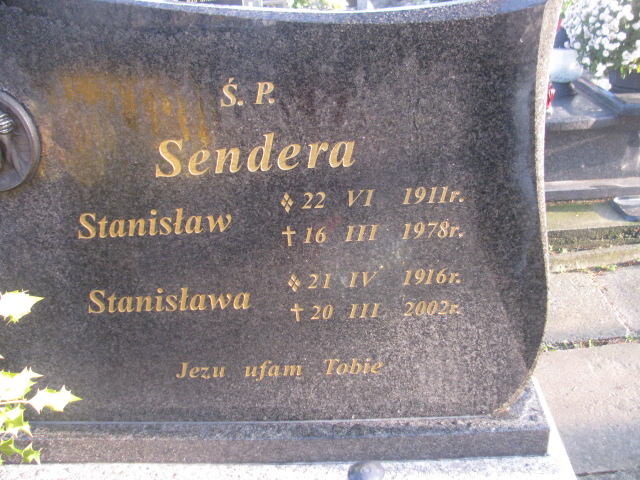 Ś. P.
Sendera
Stanisław
❖ 22 VI 1911r.
† 16 III 1978r.
Stanisława
❖ 21 IV 1916r.
† 20 III 2002r.
Jezu ufam Tobie